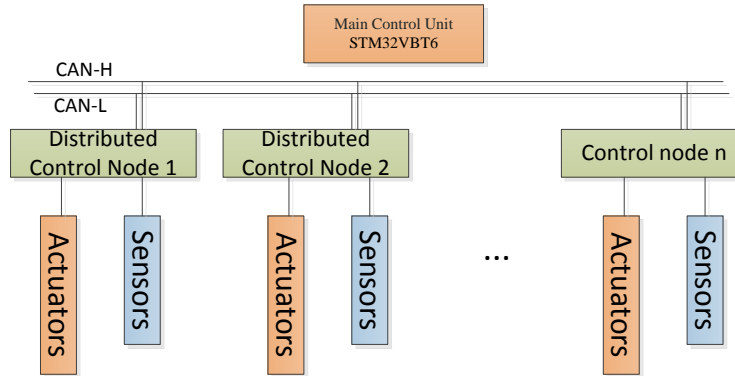 Main Control Unit
STM32VBT6
CAN-H
CAN-L
Distributed
Control Node 1
Distributed
Control Node 2
Control node n
Actuators
Sensors
Actuators
Sensors
...
Actuators
Sensors